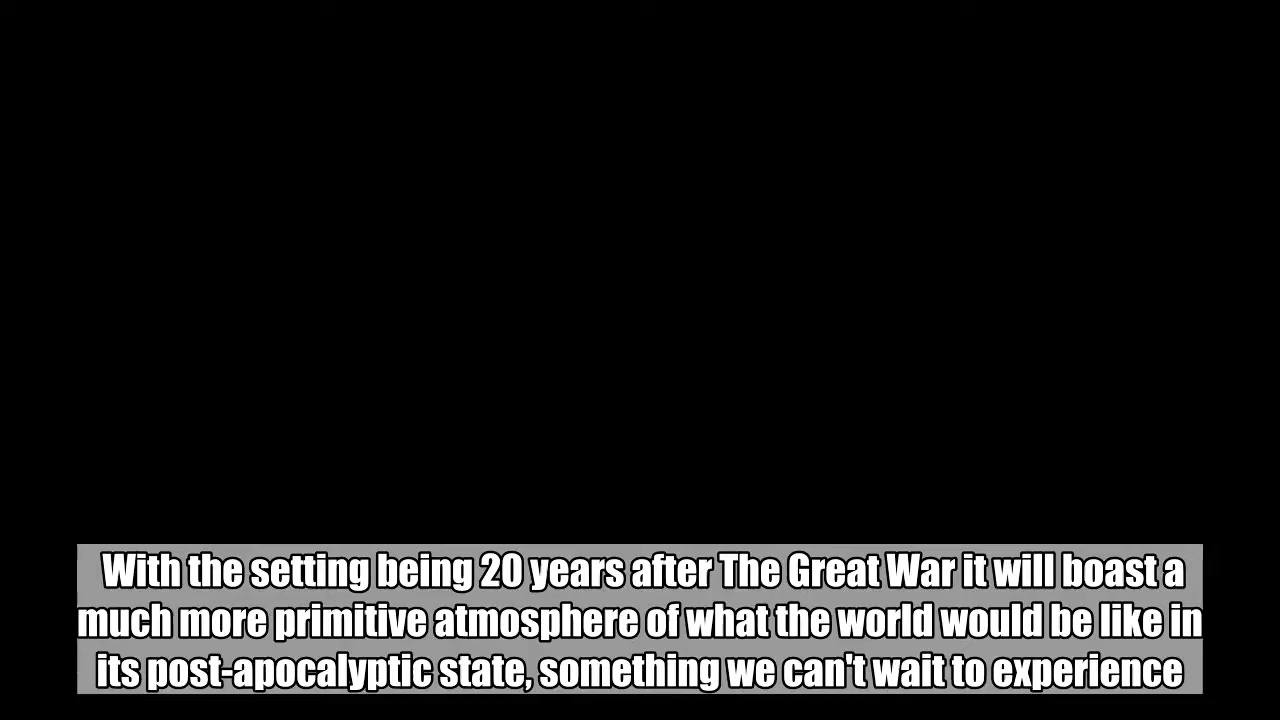 With the setting being 20 years after The Great War it will boast a
much more primitive atmosphere of what the world would be like in
its post-apocalyptic state, something we can't wait to experience